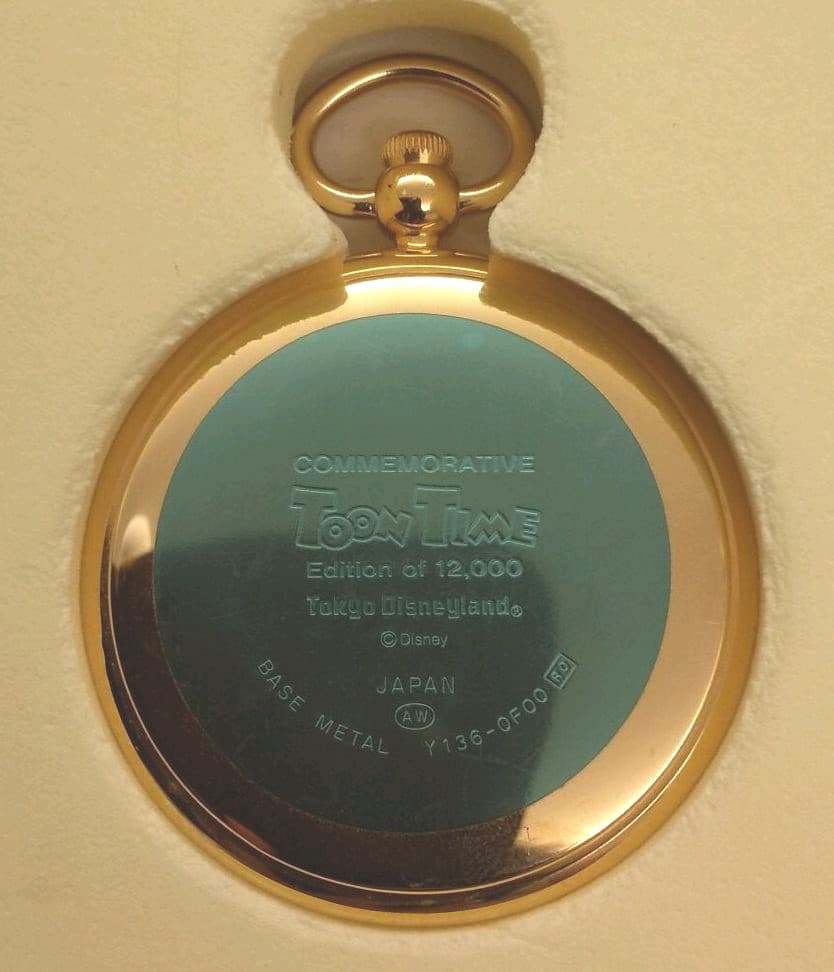 COMMEMORATIVE
TOON TIME
Edition of 12,000
Tokyo Disneyland®
© Disney
JAPAN
AW
BASE METAL Y136-0F00 RO